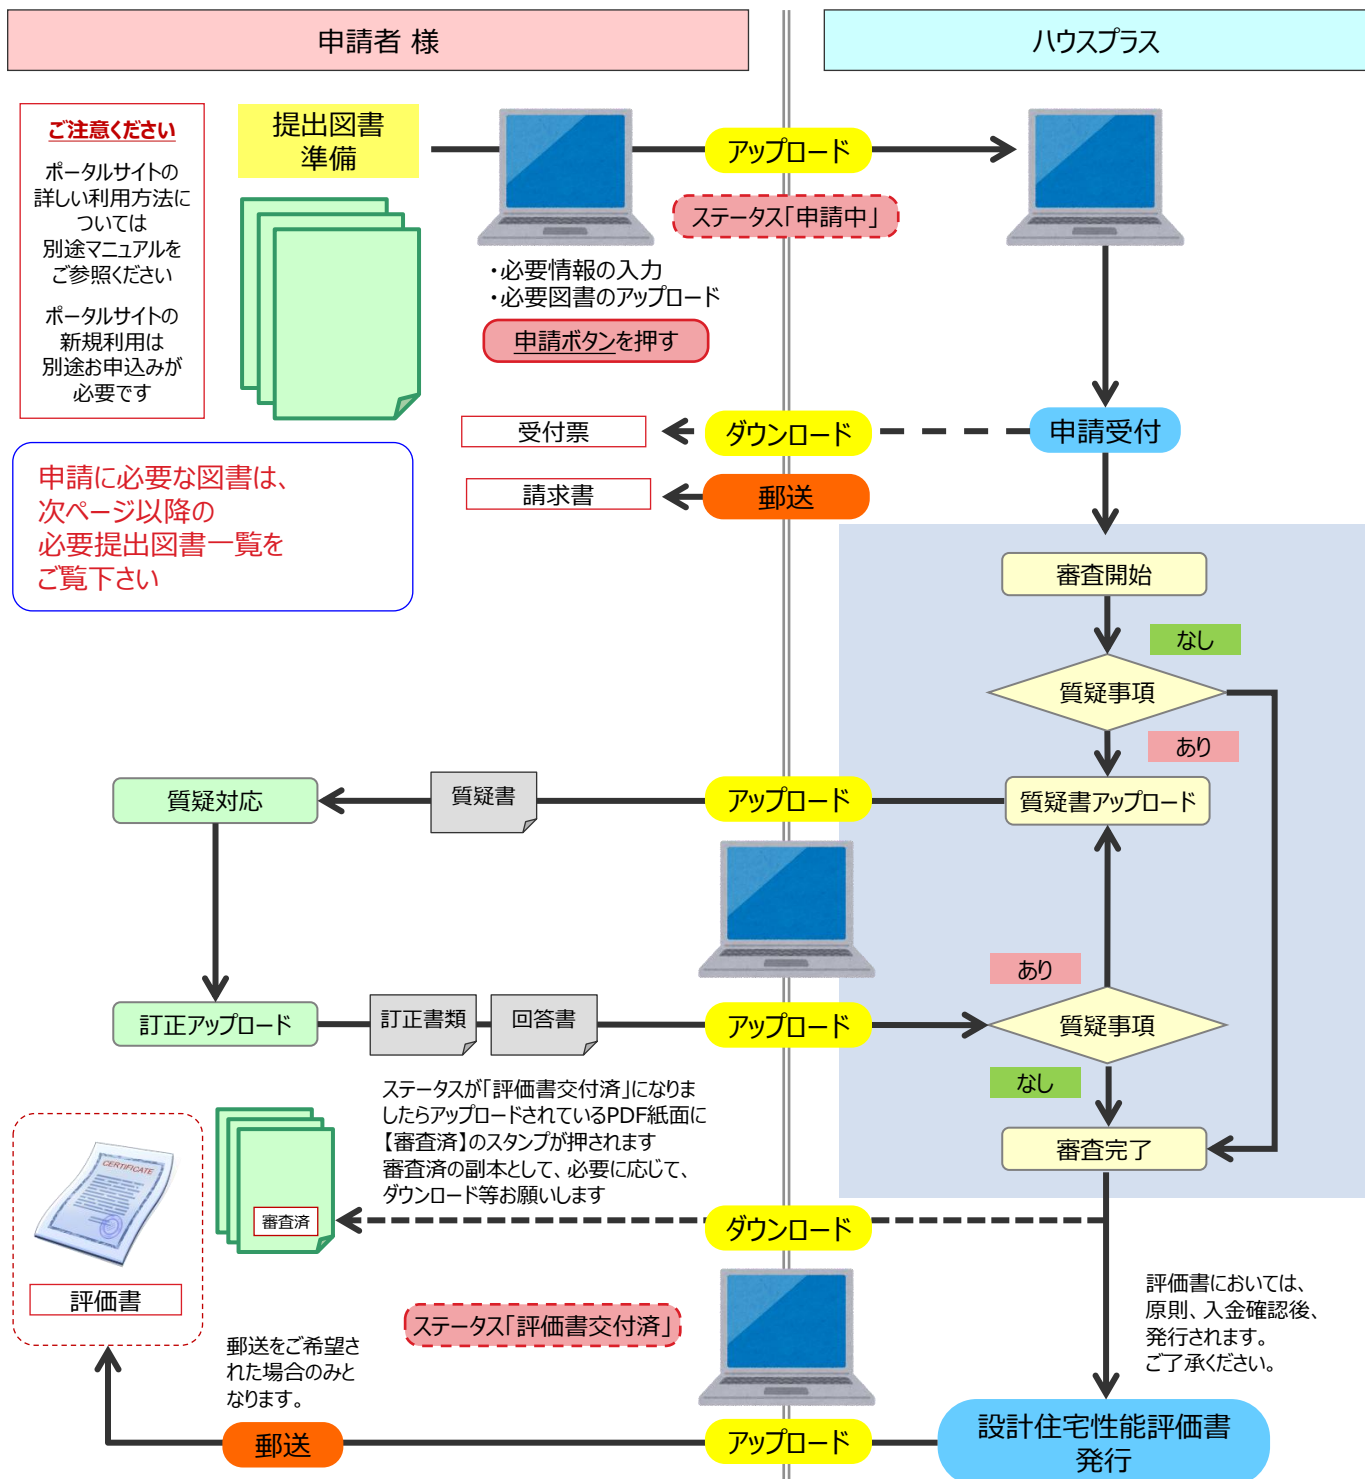 申請者 様
ハウスプラス
ご注意ください
ポータルサイトの
詳しい利用方法に
ついては
別途マニュアルを
ご参照ください
ポータルサイトの
新規利用は
別途お申込みが
必要です
提出図書
準備
アップロード
ステータス「申請中」
・必要情報の入力
・必要図書のアップロード
申請ボタンを押す
受付票
ダウンロード
申請受付
請求書
郵送
申請に必要な図書は、
次ページ以降の
必要提出図書一覧を
ご覧下さい
審査開始
なし
質疑事項
あり
質疑対応
質疑書
アップロード
質疑書アップロード
あり
訂正アップロード
訂正書類
回答書
アップロード
質疑事項
なし
ステータスが「評価書交付済」になりま
したらアップロードされているPDF紙面に
【審査済】のスタンプが押されます
審査済の副本として、必要に応じて、
ダウンロード等お願いします
審査完了
CERTIFICATE
審査済
ダウンロード
評価書
ステータス「評価書交付済」
評価書においては、
原則、入金確認後、
発行されます。
ご了承ください。
郵送をご希望さ
れた場合のみと
なります。
郵送
アップロード
設計住宅性能評価書
発行